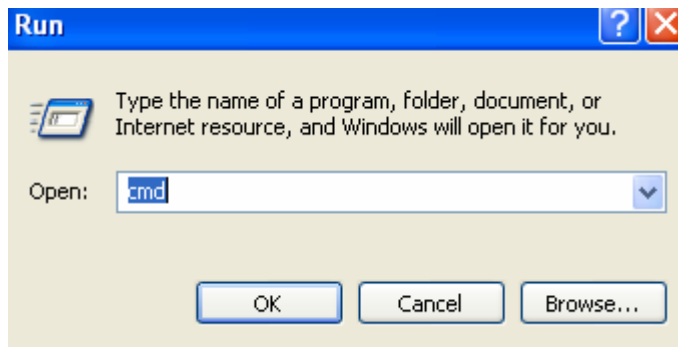 Run
?
Type the name of a program, folder, document, or
Internet resource, and Windows will open it for you.
Open:
cmd
OK
Cancel
Browse...